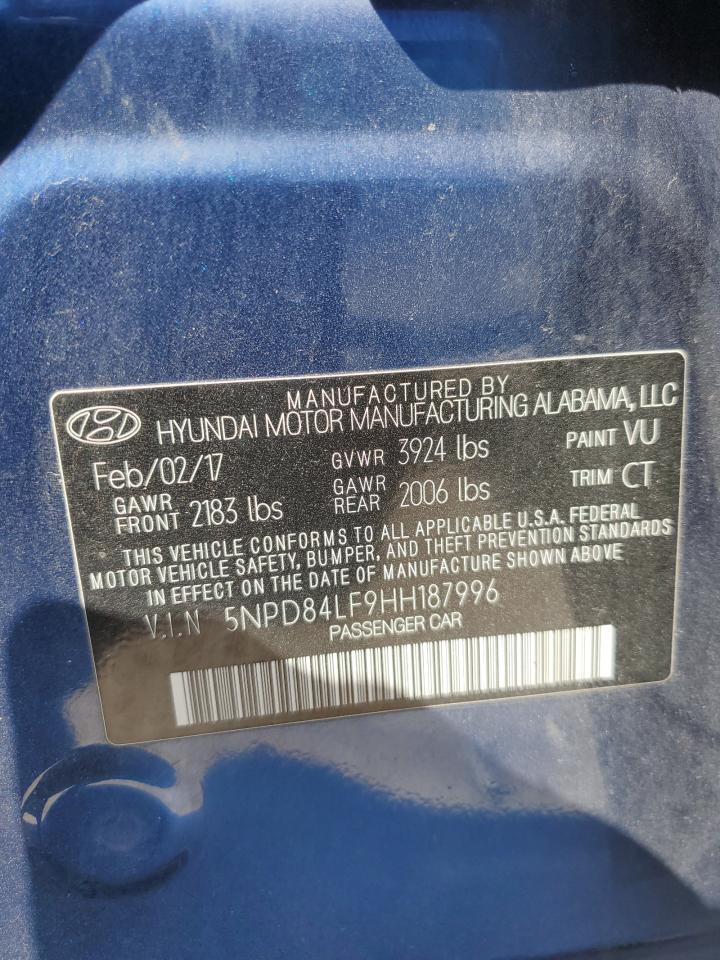 MANUFACTURED BY
HYUNDAI MOTOR MANUFACTURING ALABAMA, LLC
Feb/02/17 GVWR 3924 lbs PAINT VU
GAWR FRONT 2183 lbs GAWR REAR 2006 lbs TRIM CT
THIS VEHICLE CONFORMS TO ALL APPLICABLE U.S.A. FEDERAL
MOTOR VEHICLE SAFETY, BUMPER, AND THEFT PREVENTION STANDARDS
IN EFFECT ON THE DATE OF MANUFACTURE SHOWN ABOVE
V.I.N 5NPD84LF9HH187996
PASSENGER CAR